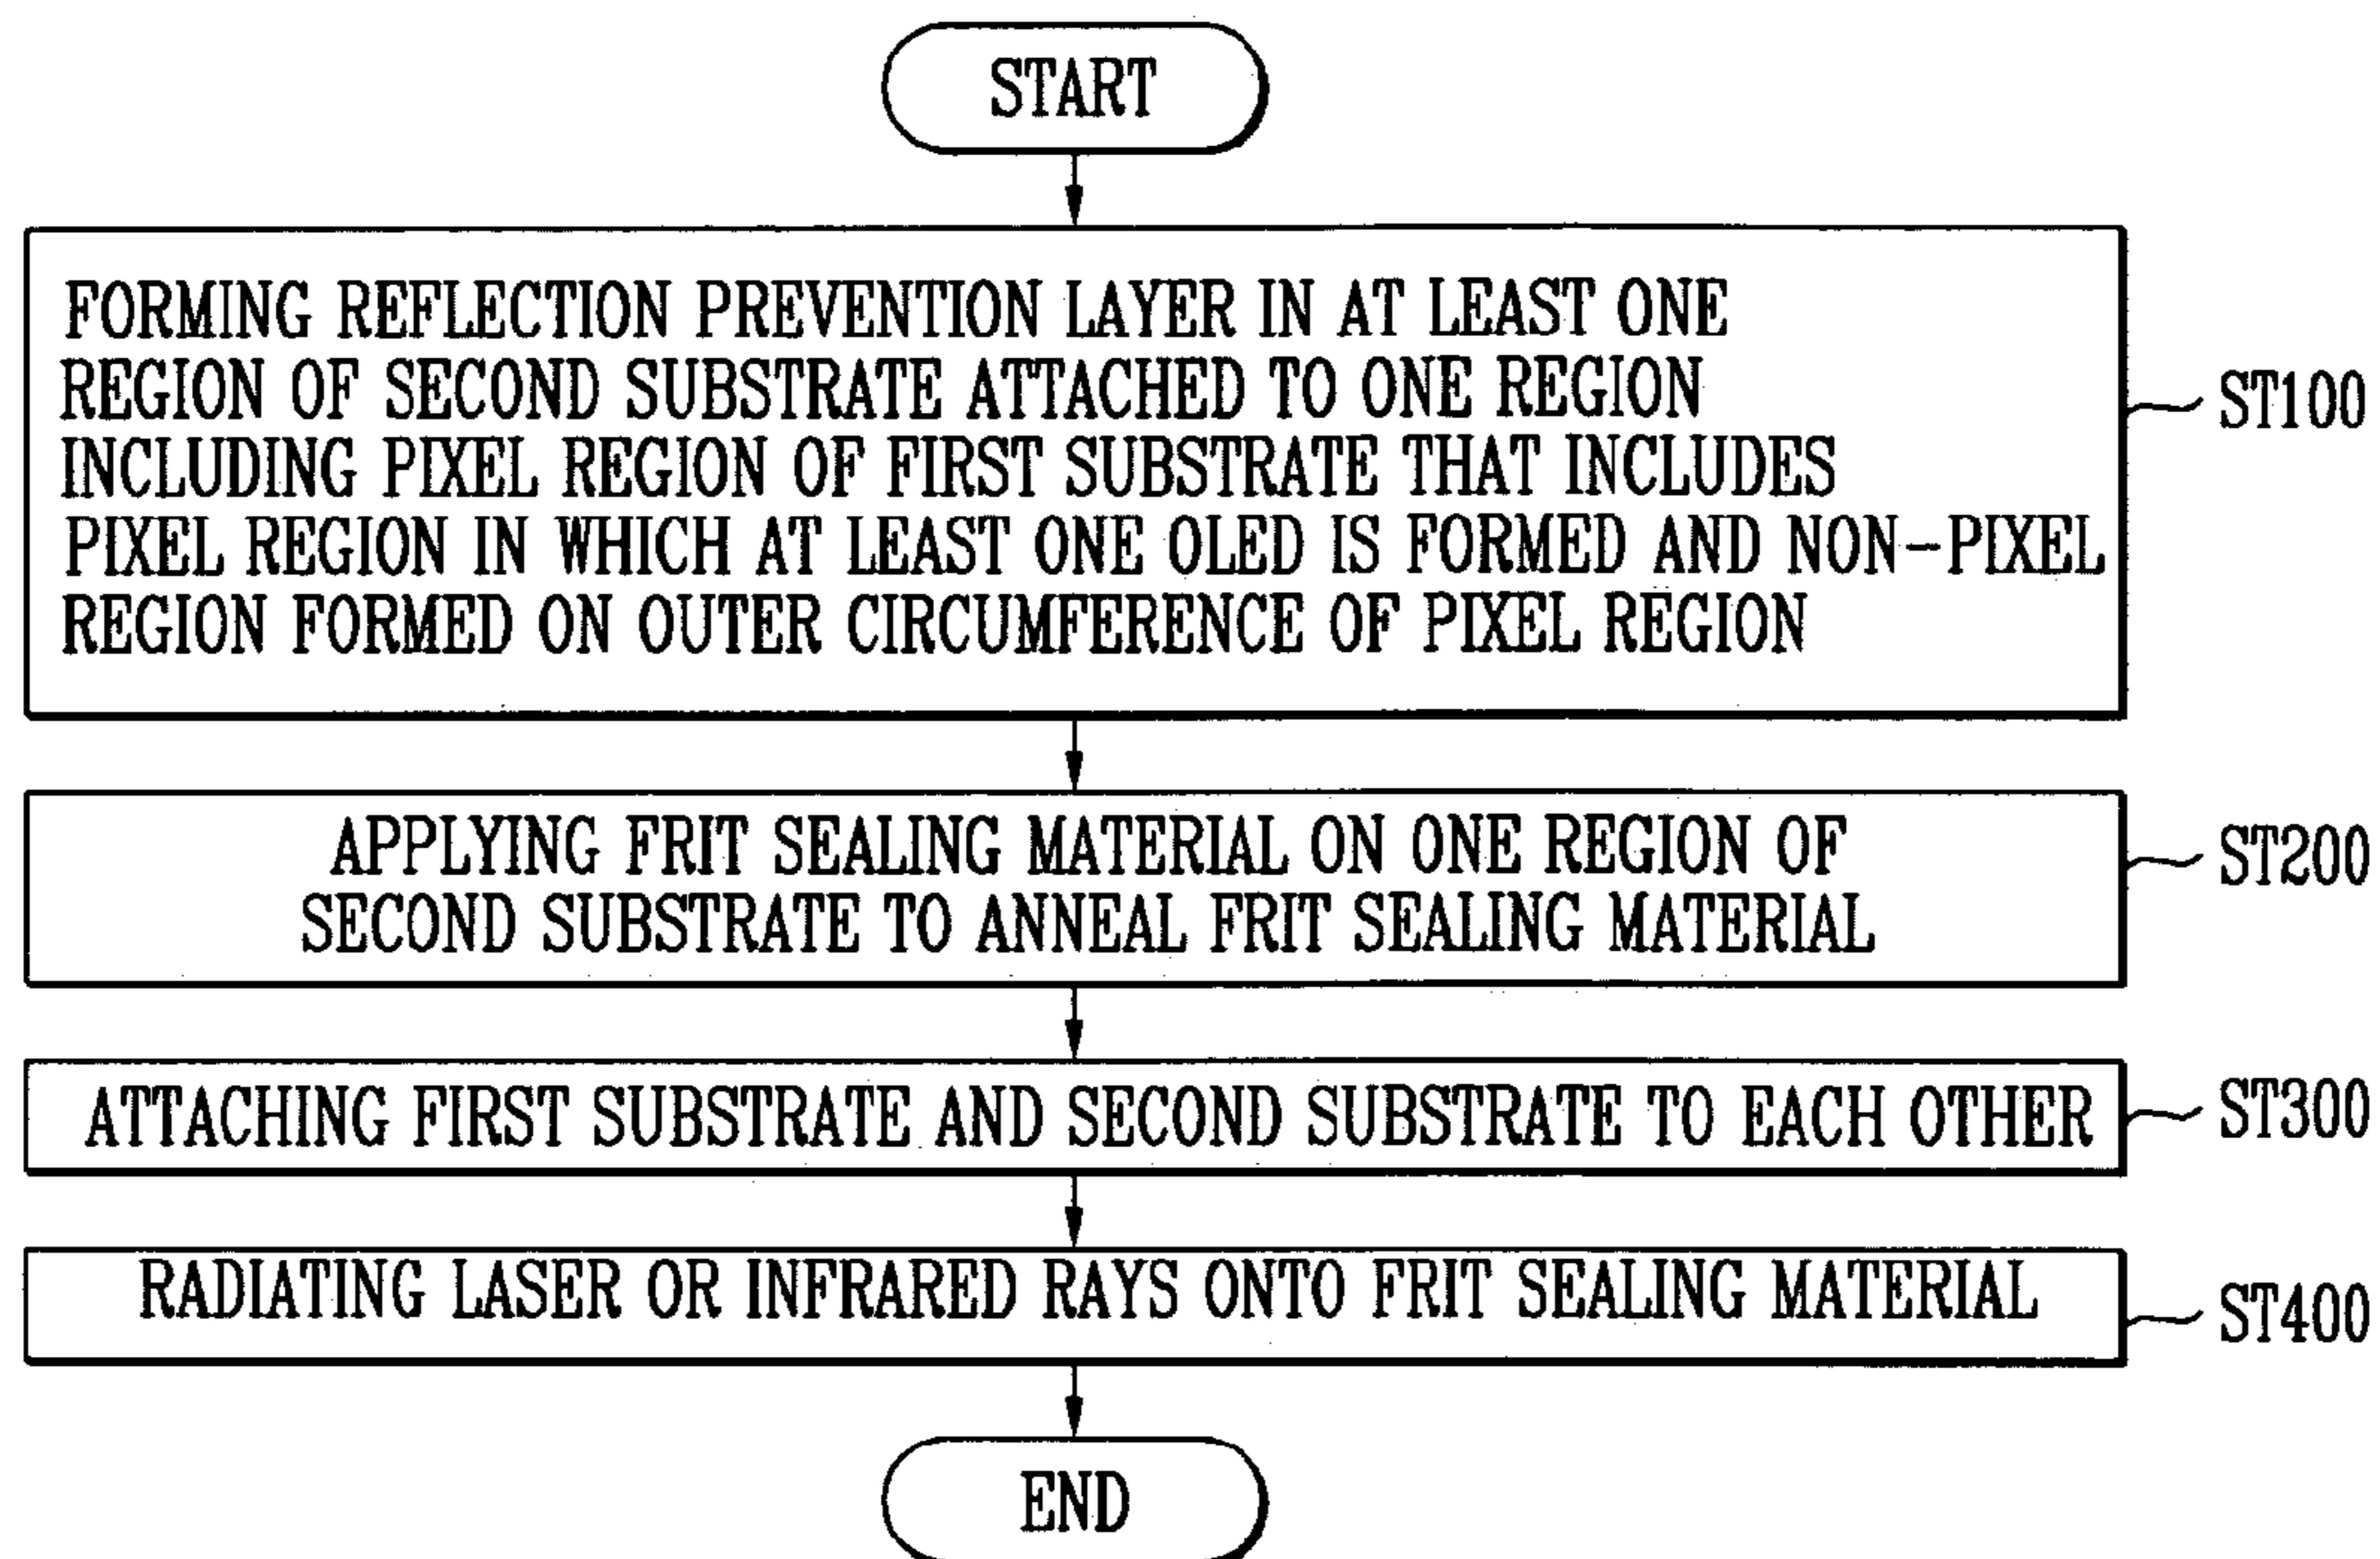 START
FORMING REFLECTION PREVENTION LAYER IN AT LEAST ONE
REGION OF SECOND SUBSTRATE ATTACHED TO ONE REGION
INCLUDING PIXEL REGION OF FIRST SUBSTRATE THAT INCLUDES
PIXEL REGION IN WHICH AT LEAST ONE OLED IS FORMED AND NON-PIXEL
REGION FORMED ON OUTER CIRCUMFERENCE OF PIXEL REGION
ST100
APPLYING FRIT SEALING MATERIAL ON ONE REGION OF
SECOND SUBSTRATE TO ANNEAL FRIT SEALING MATERIAL
ST200
ATTACHING FIRST SUBSTRATE AND SECOND SUBSTRATE TO EACH OTHER
ST300
RADIATING LASER OR INFRARED RAYS ONTO FRIT SEALING MATERIAL
ST400
END